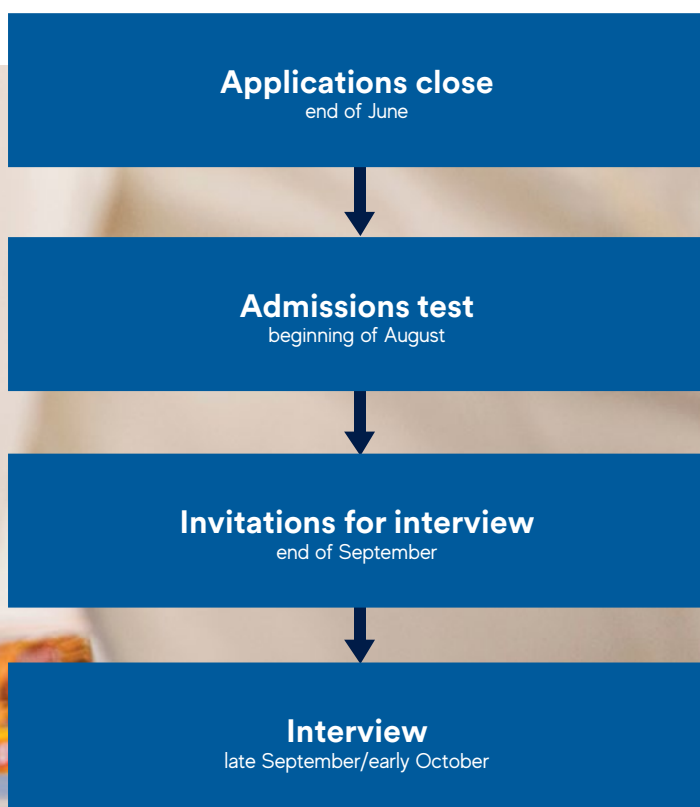 Applications close
end of June
Admissions test
beginning of August
Invitations for interview
end of September
Interview
late September/early October